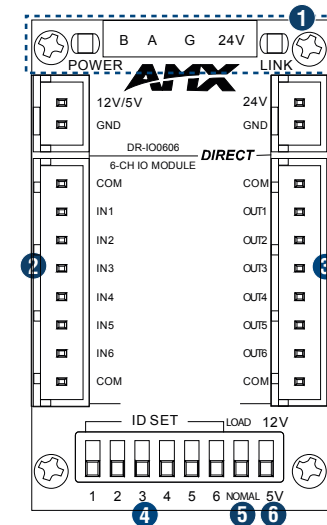 1
B A G 24V
POWER LINK
AMX
12V/5V 24V
GND GND
DR-IO0606 DIRECT
6-CH IO MODULE
COM COM
IN1 OUT1
IN2 OUT2
2 IN3 OUT3 3
IN4 OUT4
IN5 OUT5
IN6 OUT6
COM COM
ID SET LOAD 12V
1 2 3 4 5 6 NOMAL 5V
4 5 6